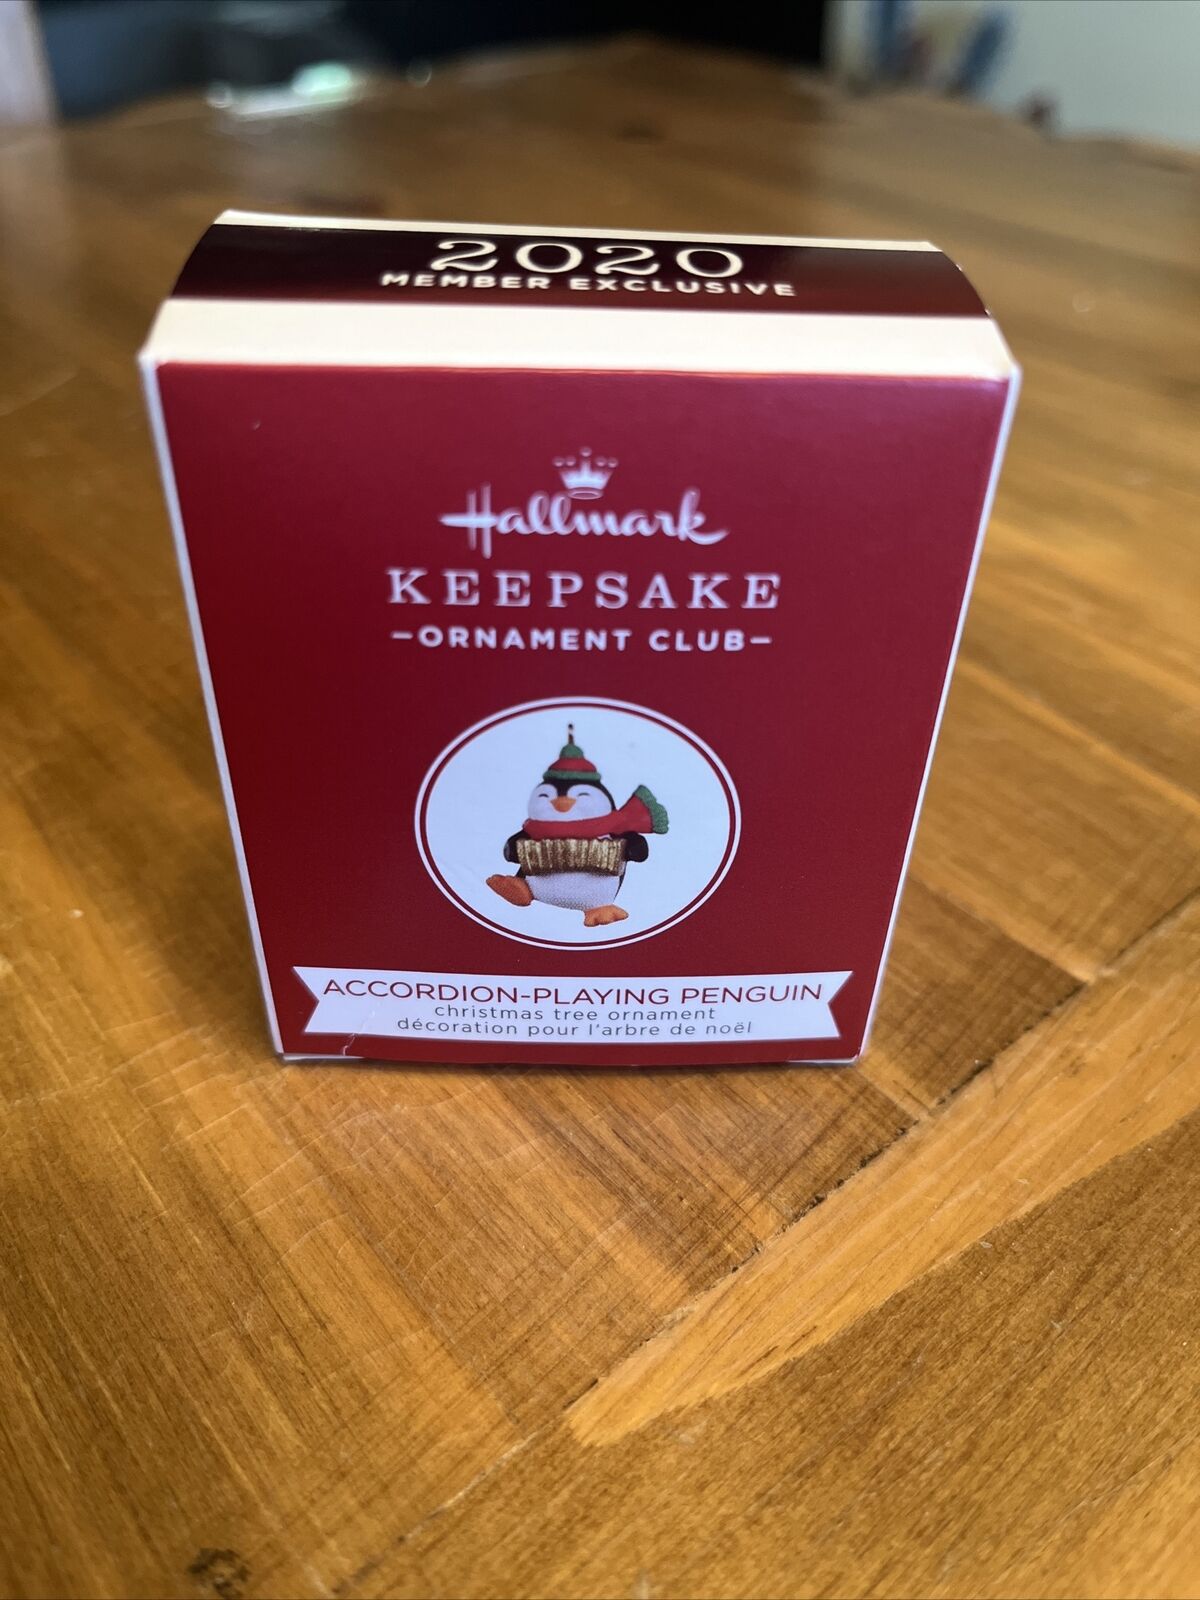 2020
MEMBER EXCLUSIVE
Hallmark
KEEPSAKE
–ORNAMENT CLUB–
ACCORDION-PLAYING PENGUIN
christmas tree ornament
décoration pour l'arbre de noël